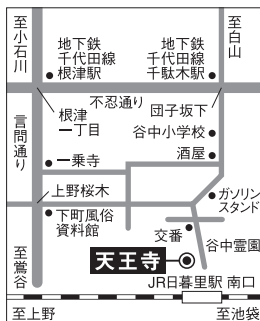 至小石川
地下鉄
千代田線
根津駅
地下鉄
千代田線
千駄木駅
至白山
不忍通り
根津
一丁目
団子坂下
言問り通り
谷中小学校
酒屋
一乗寺
上野桜木
ガソリン
スタンド
下町風俗
資料館
交番
谷中霊園
至鶯谷
天王寺
JR日暮里駅 南口
至上野
至池袋